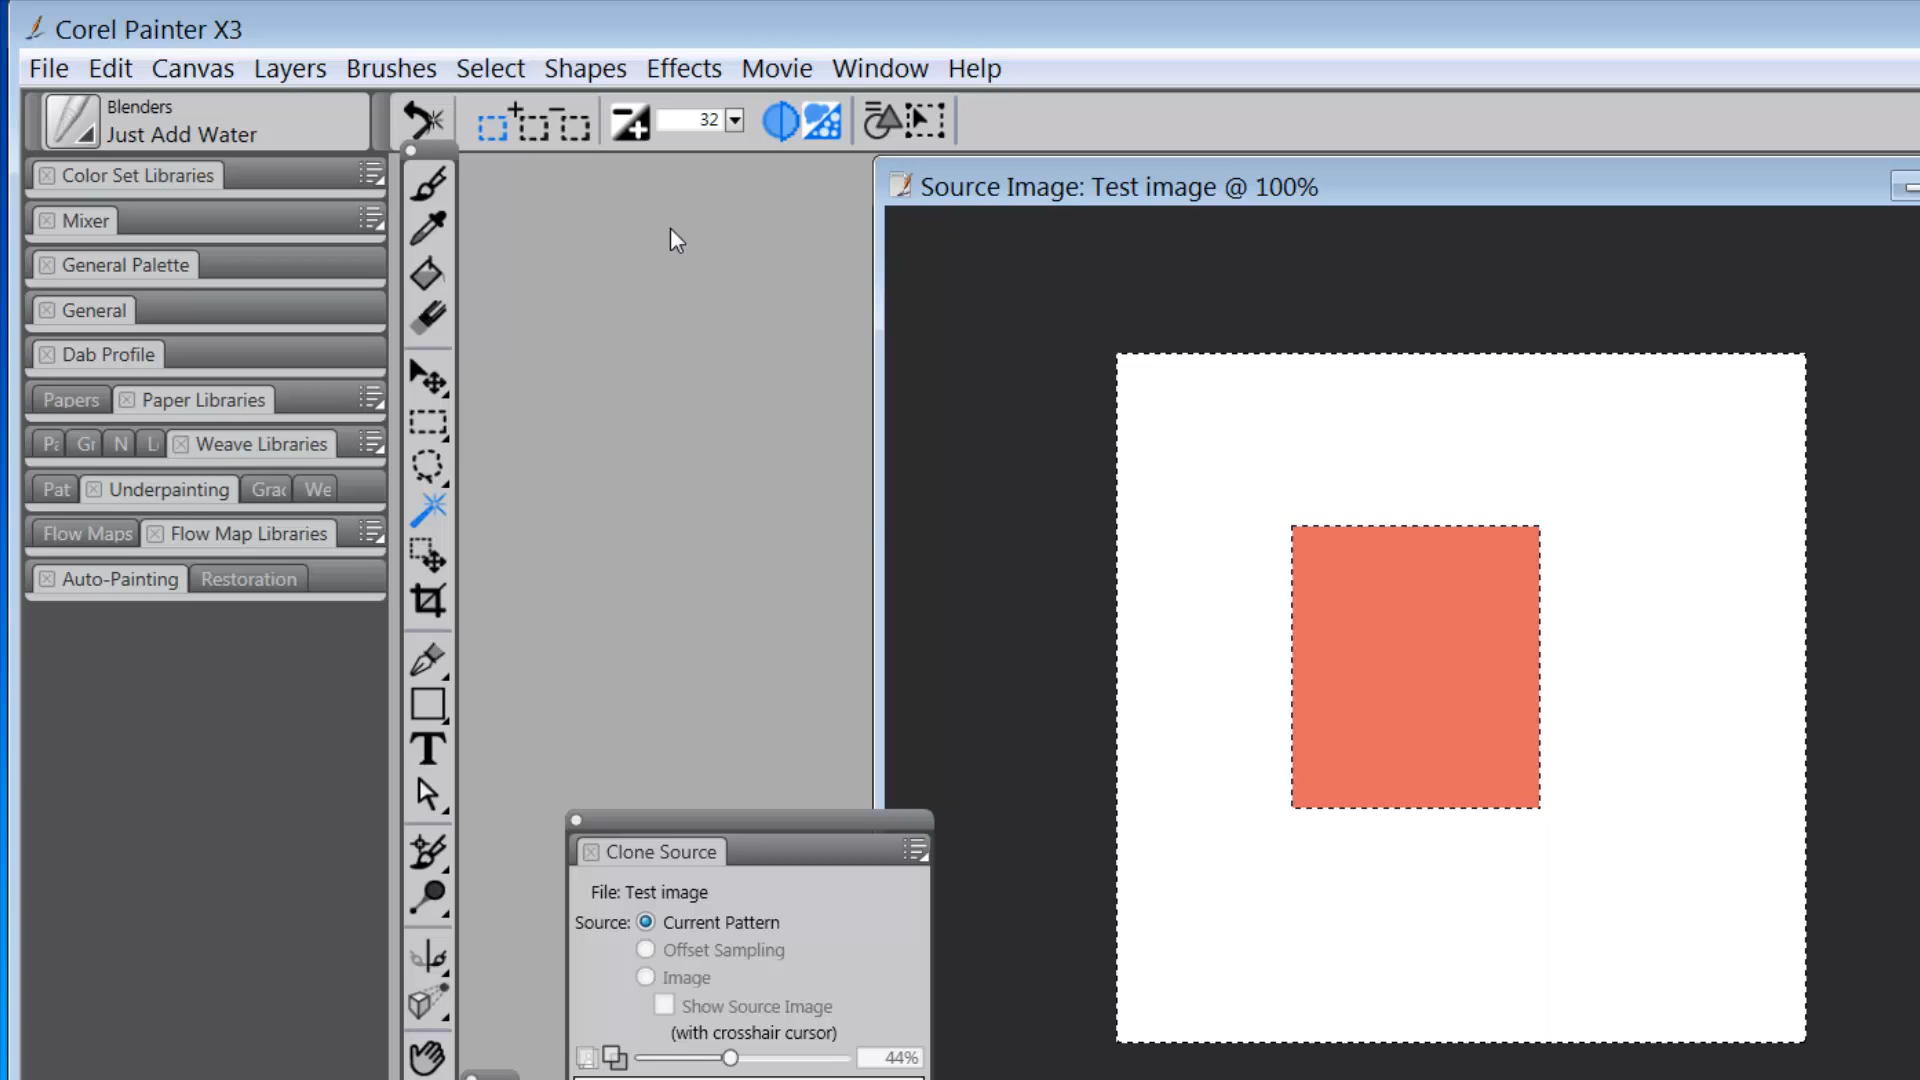 Corel Painter X3
File Edit Canvas Layers Brushes Select Shapes Effects Movie Window Help
Blenders
Just Add Water
32
Color Set Libraries
Source Image: Test image @ 100%
Mixer
General Palette
General
Dab Profile
Papers Paper Libraries
Gr N L Weave Libraries
Pat Underpainting Grad We
Flow Maps Flow Map Libraries
Auto-Painting Restoration
T
Clone Source
File: Test image
Source: Current Pattern
Offset Sampling
Image
Show Source Image
(with crosshair cursor)
44%